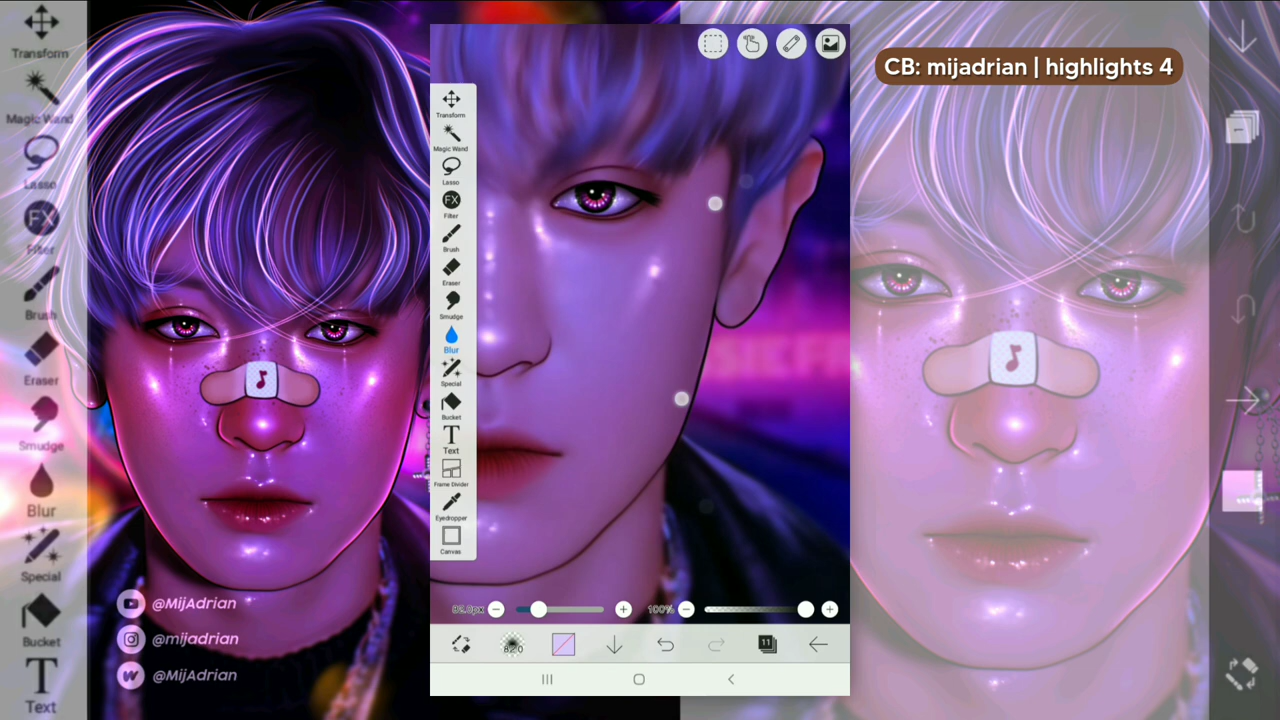 Transform
Magic Wand
Lasso
FX
Filter
Brush
Eraser
Smudge
Blur
Special
Bucket
T
Text
@MijAdrian
@mijadrian
@MijAdrian
Transform
Magic Wand
Lasso
FX
Filter
Brush
Eraser
Smudge
Blur
Special
Bucket
T
Text
Frame Divider
Eyedropper
Canvas
100%
82.0
11
CB: mijadrian | highlights 4